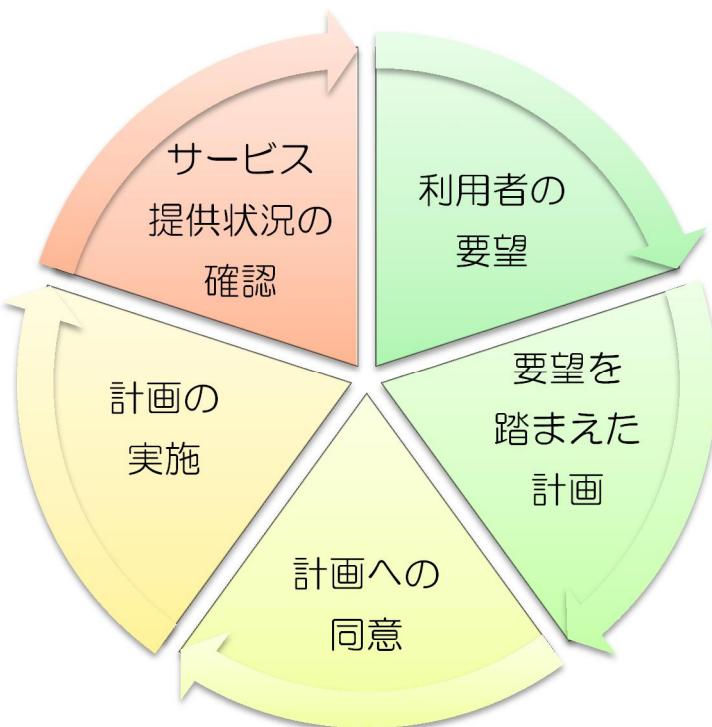 利用者の
要望
要望を
踏まえた
計画
計画への
同意
計画の
実施
サービス
提供状況の
確認